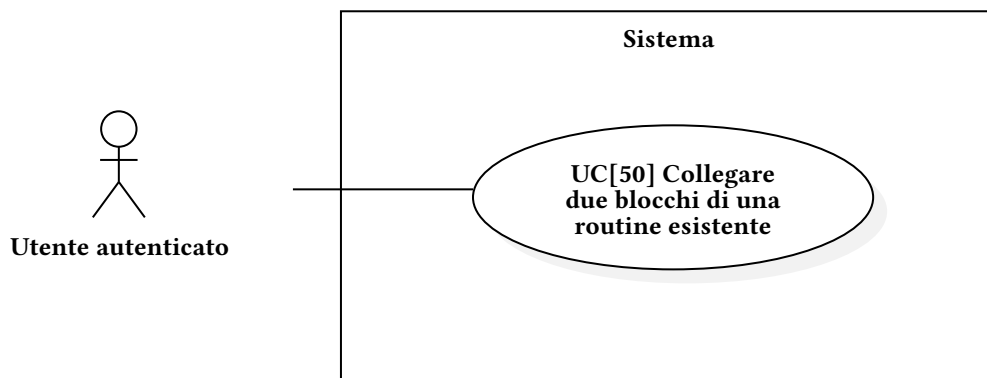 Sistema
UC[50] Collegare
due blocchi di una
routine esistente
Utente autenticato